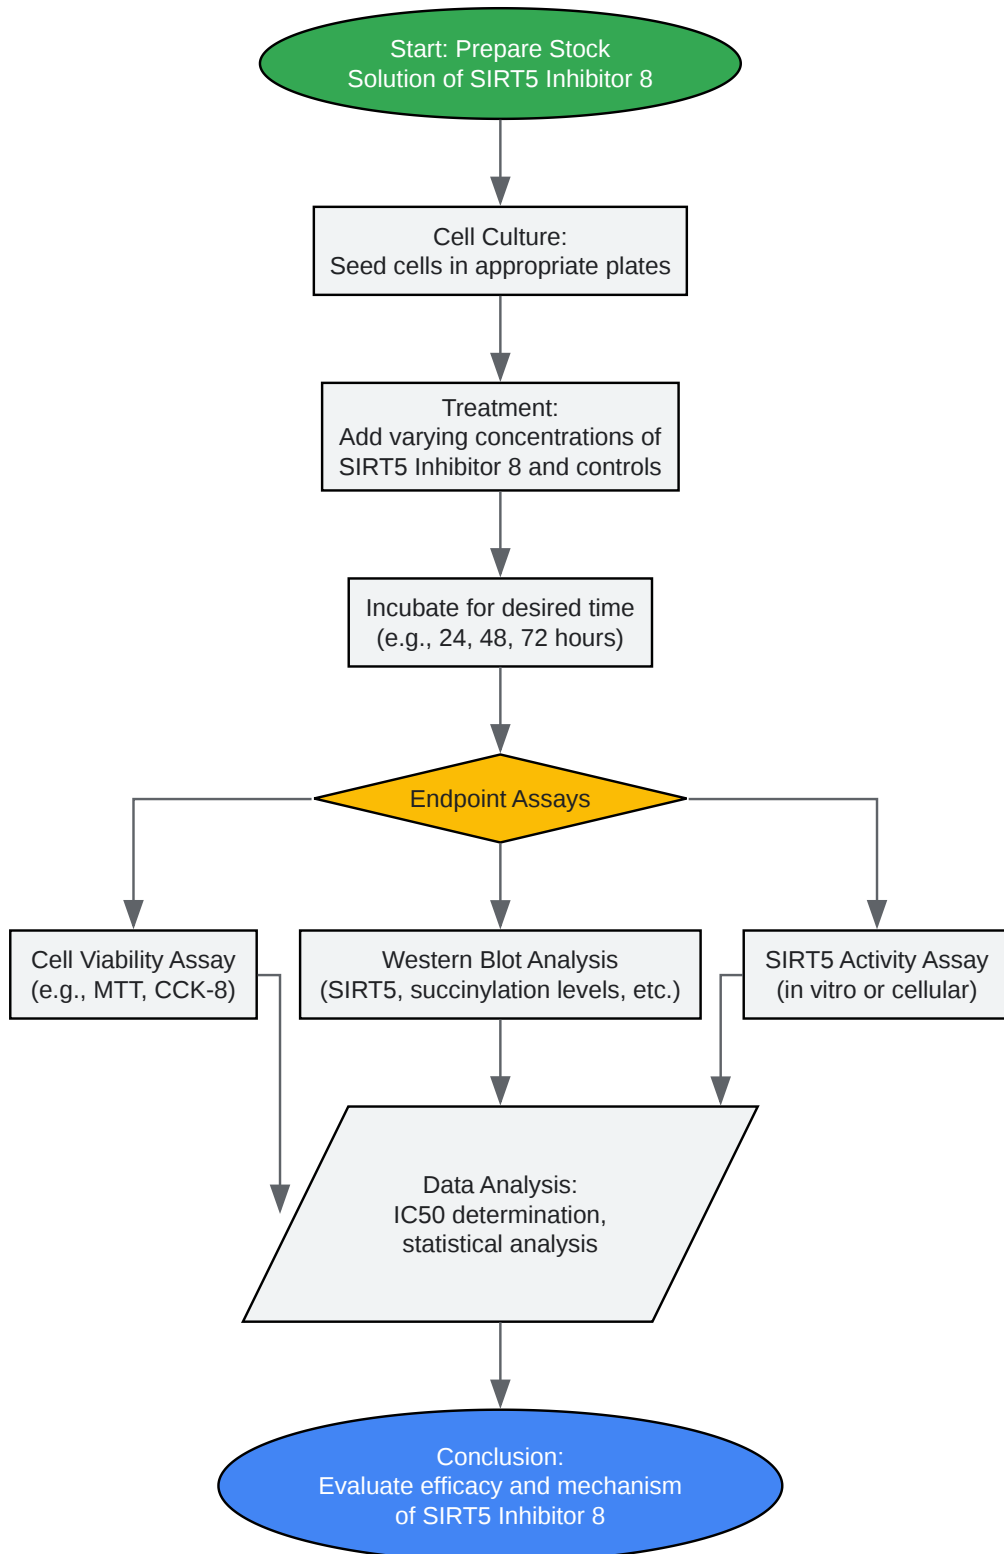 Start: Prepare Stock
Solution of SIRT5 Inhibitor 8
Cell Culture:
Seed cells in appropriate plates
Treatment:
Add varying concentrations of
SIRT5 Inhibitor 8 and controls
Incubate for desired time
(e.g., 24, 48, 72 hours)
Endpoint Assays
Cell Viability Assay
(e.g., MTT, CCK-8)
Western Blot Analysis
(SIRT5, succinylation levels, etc.)
SIRT5 Activity Assay
(in vitro or cellular)
Data Analysis:
IC50 determination,
statistical analysis
Conclusion:
Evaluate efficacy and mechanism
of SIRT5 Inhibitor 8